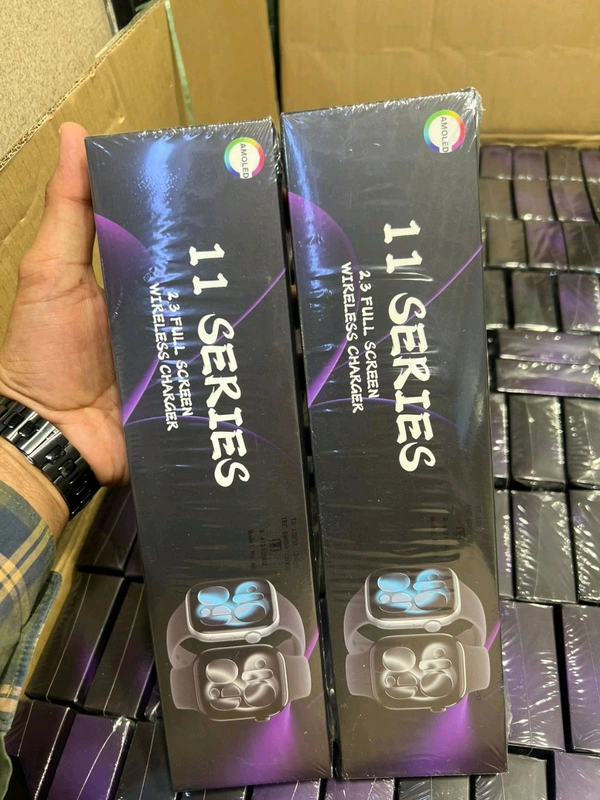 AMOLED
11 SERIES
2.3 FULL SCREEN
WIRELESS CHARGER
AMOLED
11 SERIES
2.3 FULL SCREEN
WIRELESS CHARGER